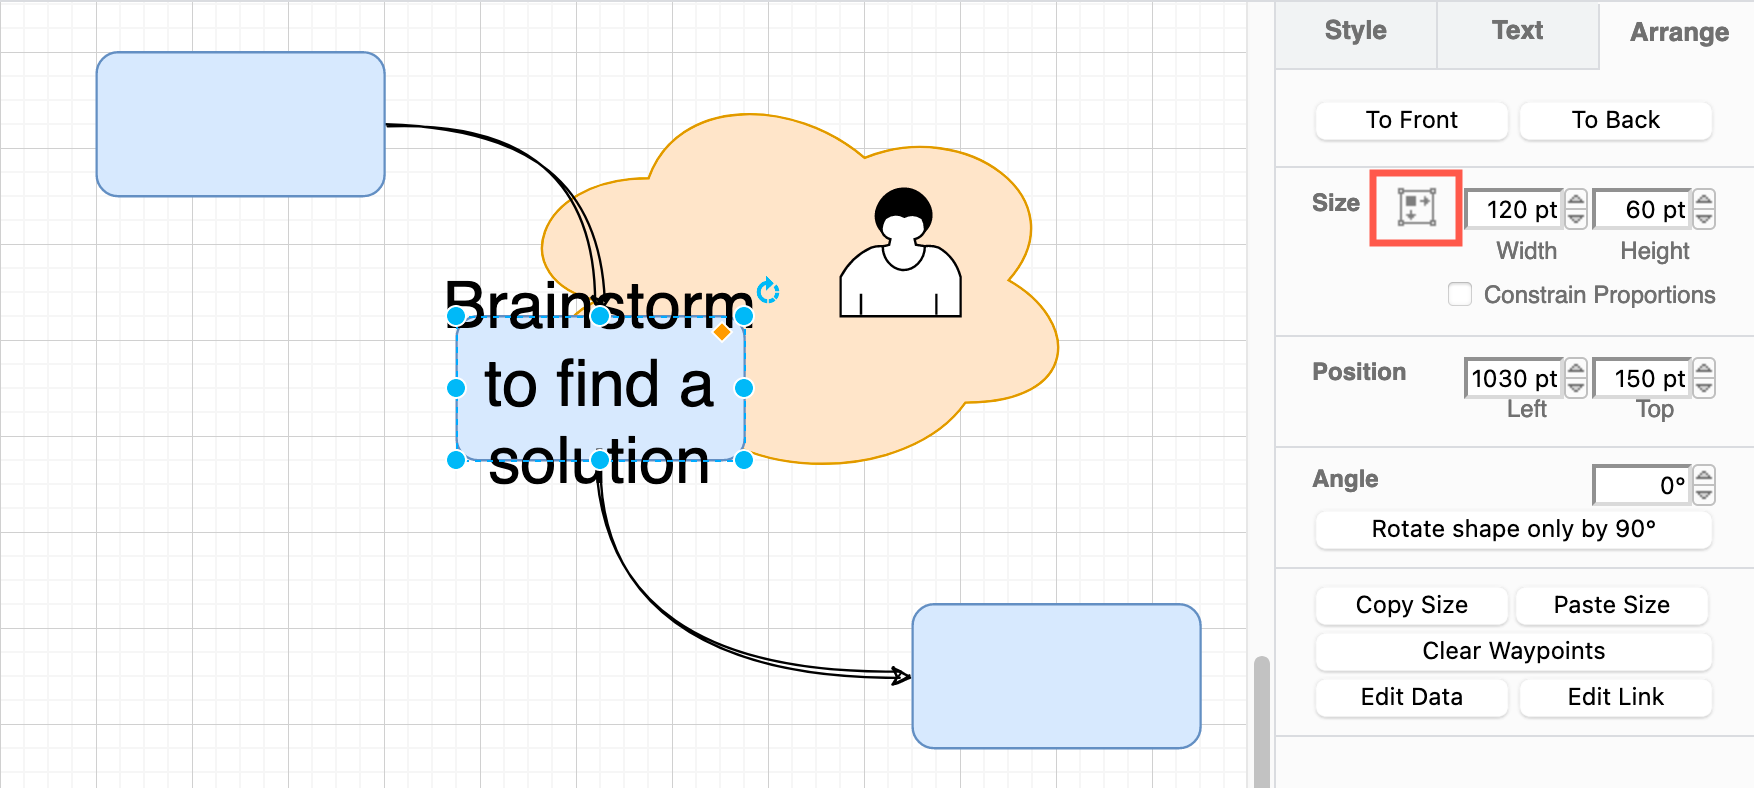 Brainstorm
to find a
solution
Style Text Arrange
To Front To Back
Size 120 pt 60 pt
Width Height
Constrain Proportions
Position 1030 pt 150 pt
Left Top
Angle 0°
Rotate shape only by 90°
Copy Size Paste Size
Clear Waypoints
Edit Data Edit Link